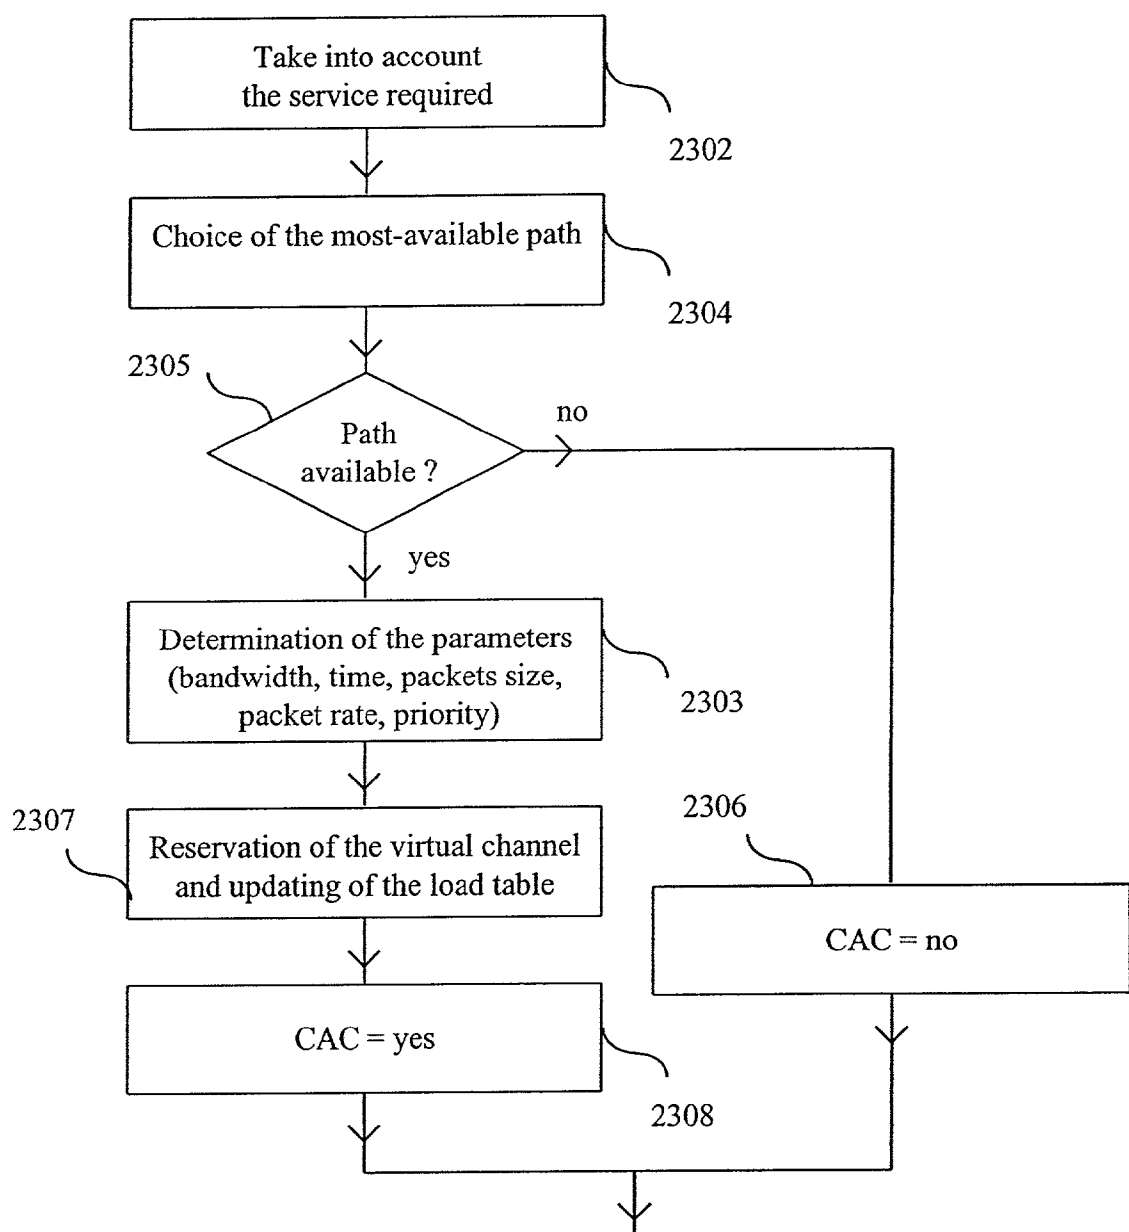 Take into account
the service required
2302
Choice of the most-available path
2304
2305
Path
available ?
no
yes
Determination of the parameters
(bandwidth, time, packets size,
packet rate, priority)
2303
2307
Reservation of the virtual channel
and updating of the load table
2306
CAC = no
CAC = yes
2308